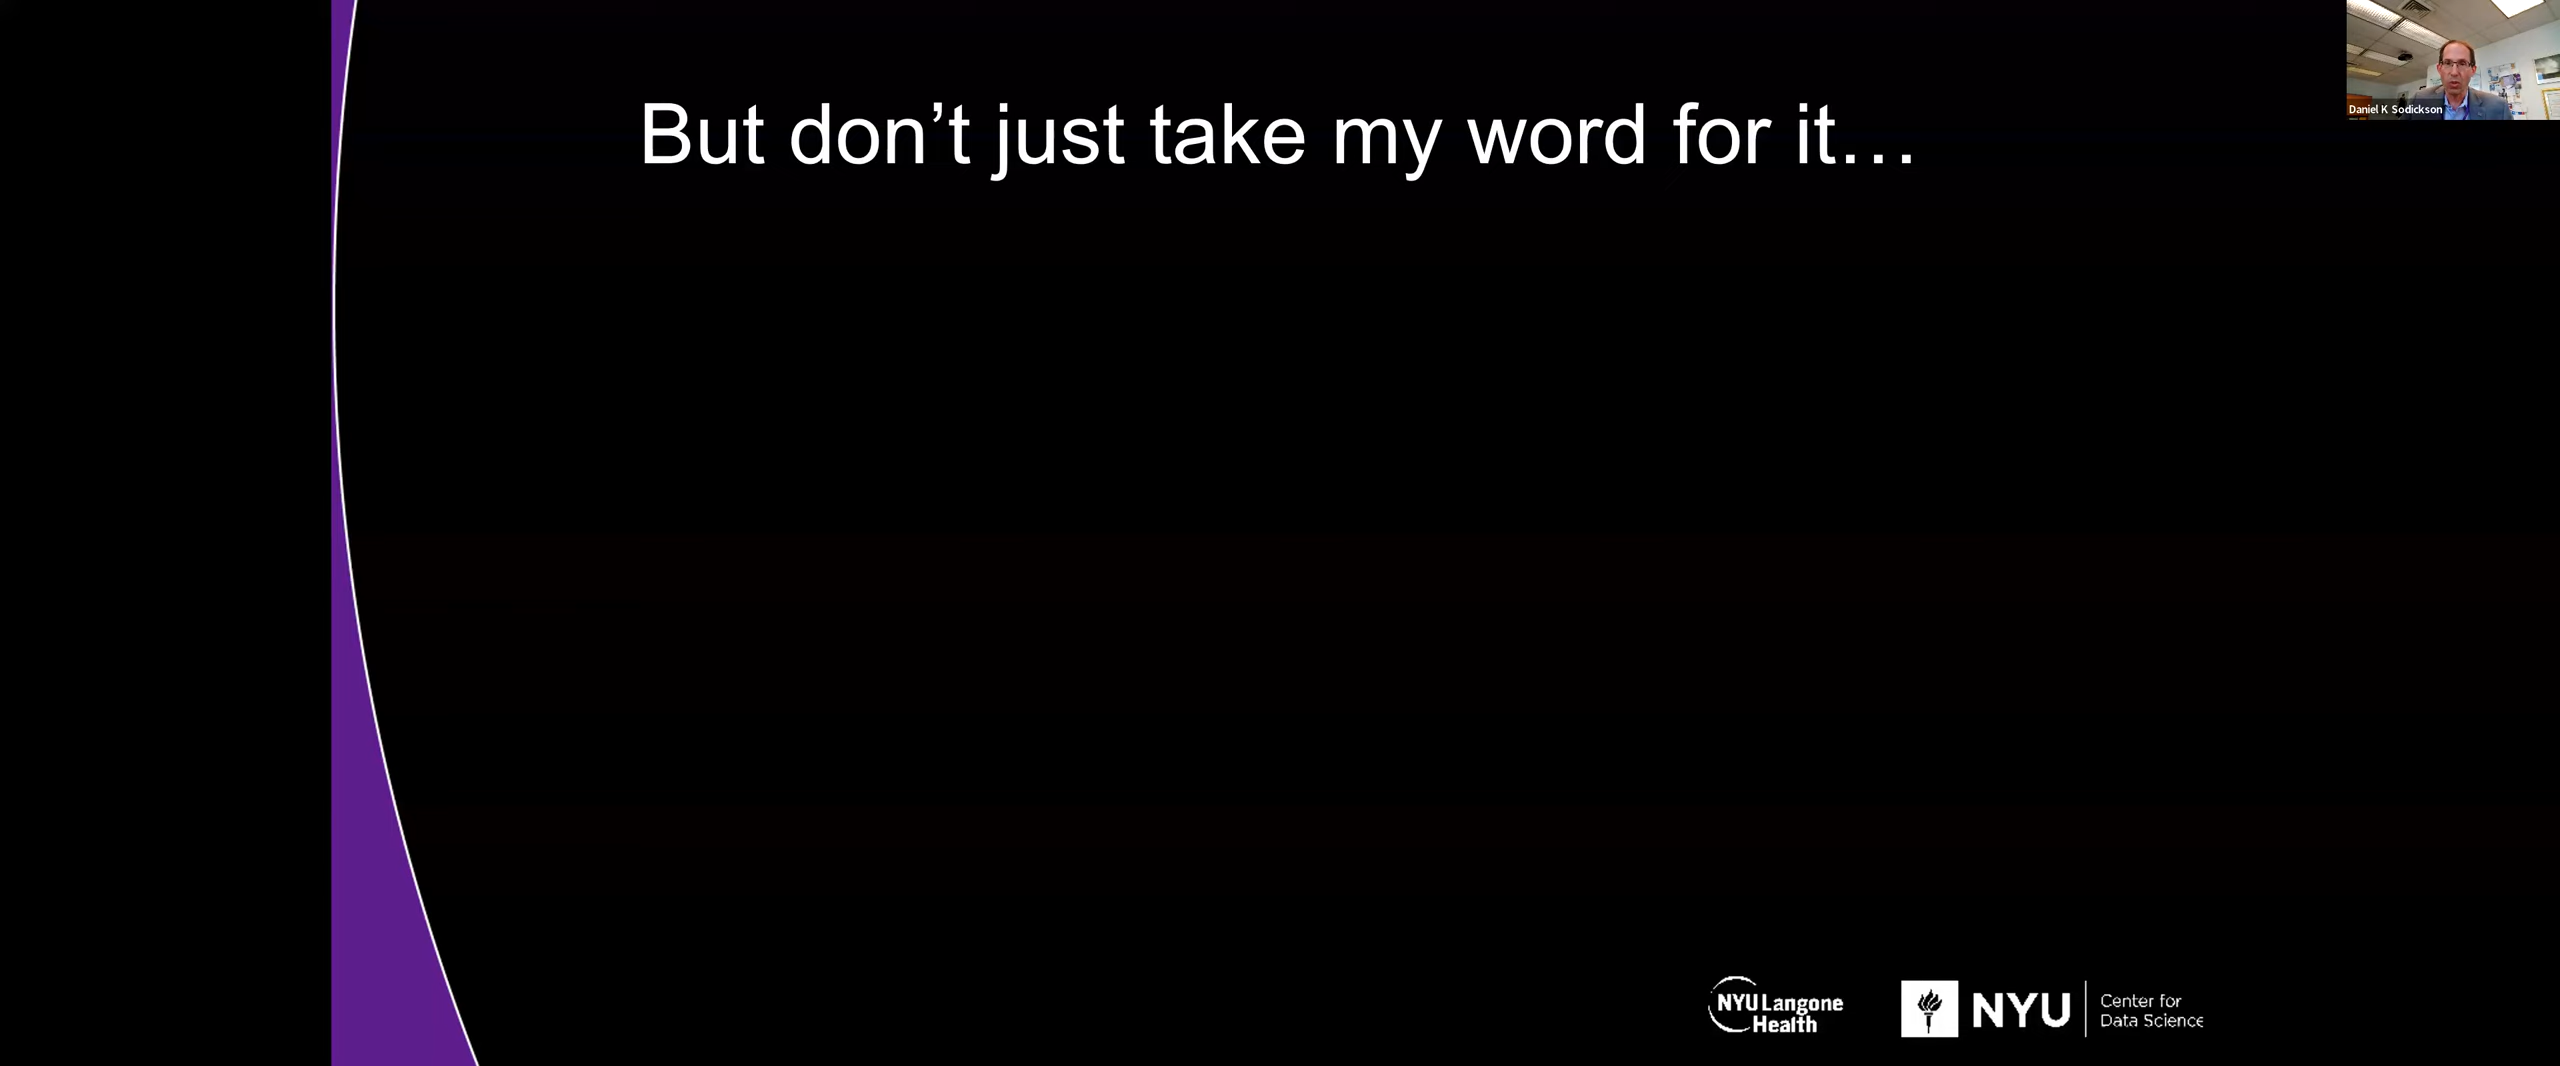 But don’t just take my word for it...
Daniel K Sodickson
NYU Langone
Health
NYU
Center for
Data Science